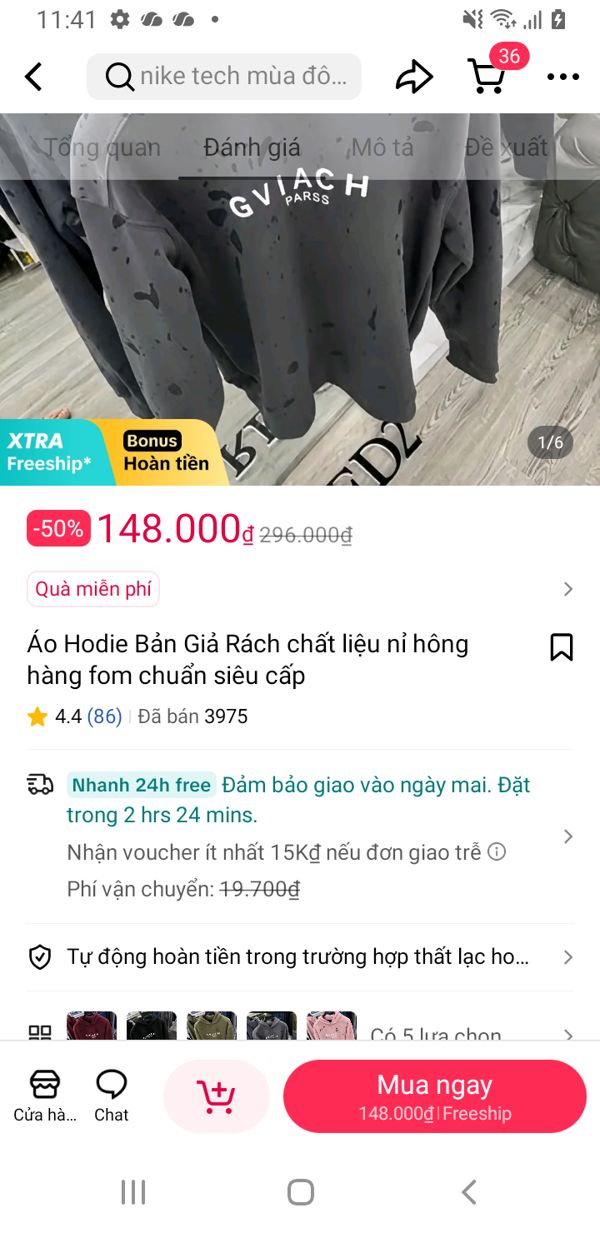 11:41
36
nike tech mùa đô...
Tổng quan Đánh giá Mô tả Đề xuất
GVIACH
PARSS
XTRA
Freeship*
Bonus
Hoàn tiền
1/6
-50% 148.000₫ 296.000₫
Quà miễn phí
Áo Hodie Bản Giả Rách chất liệu nỉ hông
hàng fom chuẩn siêu cấp
4.4 (86) Đã bán 3975
Nhanh 24h free Đảm bảo giao vào ngày mai. Đặt
trong 2 hrs 24 mins.
Nhận voucher ít nhất 15K₫ nếu đơn giao trễ
Phí vận chuyển: 19.700₫
Tự động hoàn tiền trong trường hợp thất lạc ho...
Có 5 lựa chọn
Cửa hà...
Chat
Mua ngay
148.000₫ | Freeship